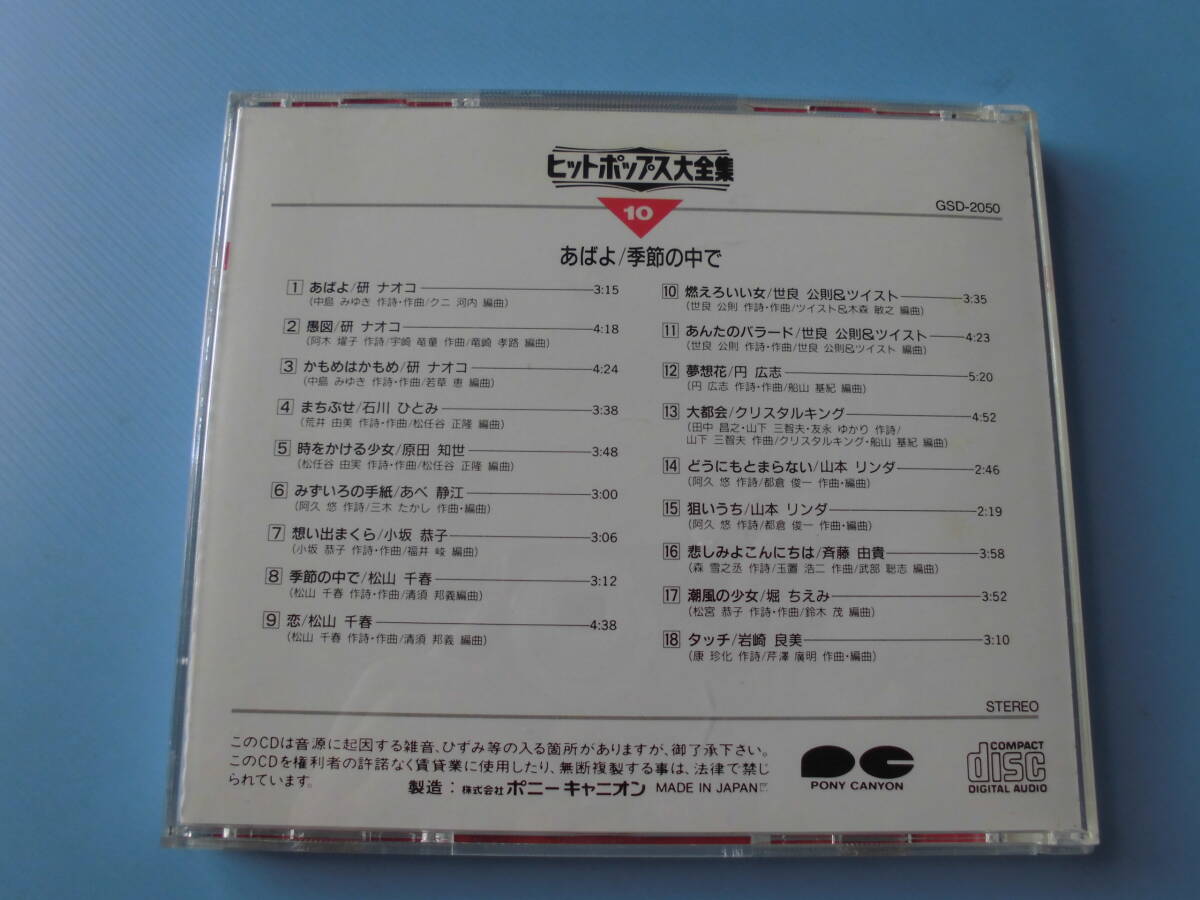 ヒットポップス大全集
10
GSD-2050
あばよ/季節の中で
1 あばよ/研 ナオコ 3:15
(中島 みゆき 作詩・作曲/クニ 河内 編曲)
2 愚図/研 ナオコ 4:18
(阿木 燿子 作詩/宇崎 竜童 作曲/竜崎 孝路 編曲)
3 かもめはかもめ/研 ナオコ 4:24
(中島 みゆき 作詩・作曲/若草 恵 編曲)
4 まちぶせ/石川 ひとみ 3:38
(荒井 由美 作詩・作曲/松任谷 正隆 編曲)
5 時をかける少女/原田 知世 3:48
(松任谷 由実 作詩・作曲/松任谷 正隆 編曲)
6 みずいろの手紙/あべ 静江 3:00
(阿久 悠 作詩/三木 たかし 作曲・編曲)
7 想い出まくら/小坂 恭子 3:06
(小坂 恭子 作詩・作曲/福井 崚 編曲)
8 季節の中で/松山 千春 3:12
(松山 千春 作詩・作曲/清須 邦義編曲)
9 恋/松山 千春 4:38
(松山 千春 作詩・作曲/清須 邦義 編曲)
10 燃えろいい女/世良 公則&ツイスト 3:35
(世良 公則 作詩・作曲/ツイスト&木森 敏之 編曲)
11 あんたのバラード/世良 公則&ツイスト 4:23
(世良 公則 作詩・作曲/世良 公則&ツイスト 編曲)
12 夢想花/円 広志 5:20
(円 広志 作詩・作曲/船山 基紀 編曲)
13 大都会/クリスタルキング 4:52
(田中 昌之・山下 三智夫・友永 ゆかり 作詩/
山下 三智夫 作曲/クリスタルキング・船山 基紀 編曲)
14 どうにもとまらない/山本 リンダ 2:46
(阿久 悠 作詩/都倉 俊一 作曲・編曲)
15 狙いうち/山本 リンダ 2:19
(阿久 悠 作詩/都倉 俊一 作曲・編曲)
16 悲しみよこんにちは/斉藤 由貴 3:58
(森 雪之丞 作詩/玉置 浩二 作曲/武部 聡志 編曲)
17 潮風の少女/堀 ちえみ 3:52
(松宮 恭子 作詩・作曲/鈴木 茂 編曲)
18 タッチ/岩崎 良美 3:10
(康 珍化 作詩/芹澤 廣明 作曲・編曲)
STEREO
このCDは音源に起因する雑音、ひずみ等の入る箇所がありますが、御了承下さい。
このCDを権利者の許諾なく賃貸業に使用したり、無断複製する事は、法律で禁じ
られています。
製造：株式会社 ポニーキャニオン MADE IN JAPAN
PONY CANYON
COMPACT
disc
DIGITAL AUDIO